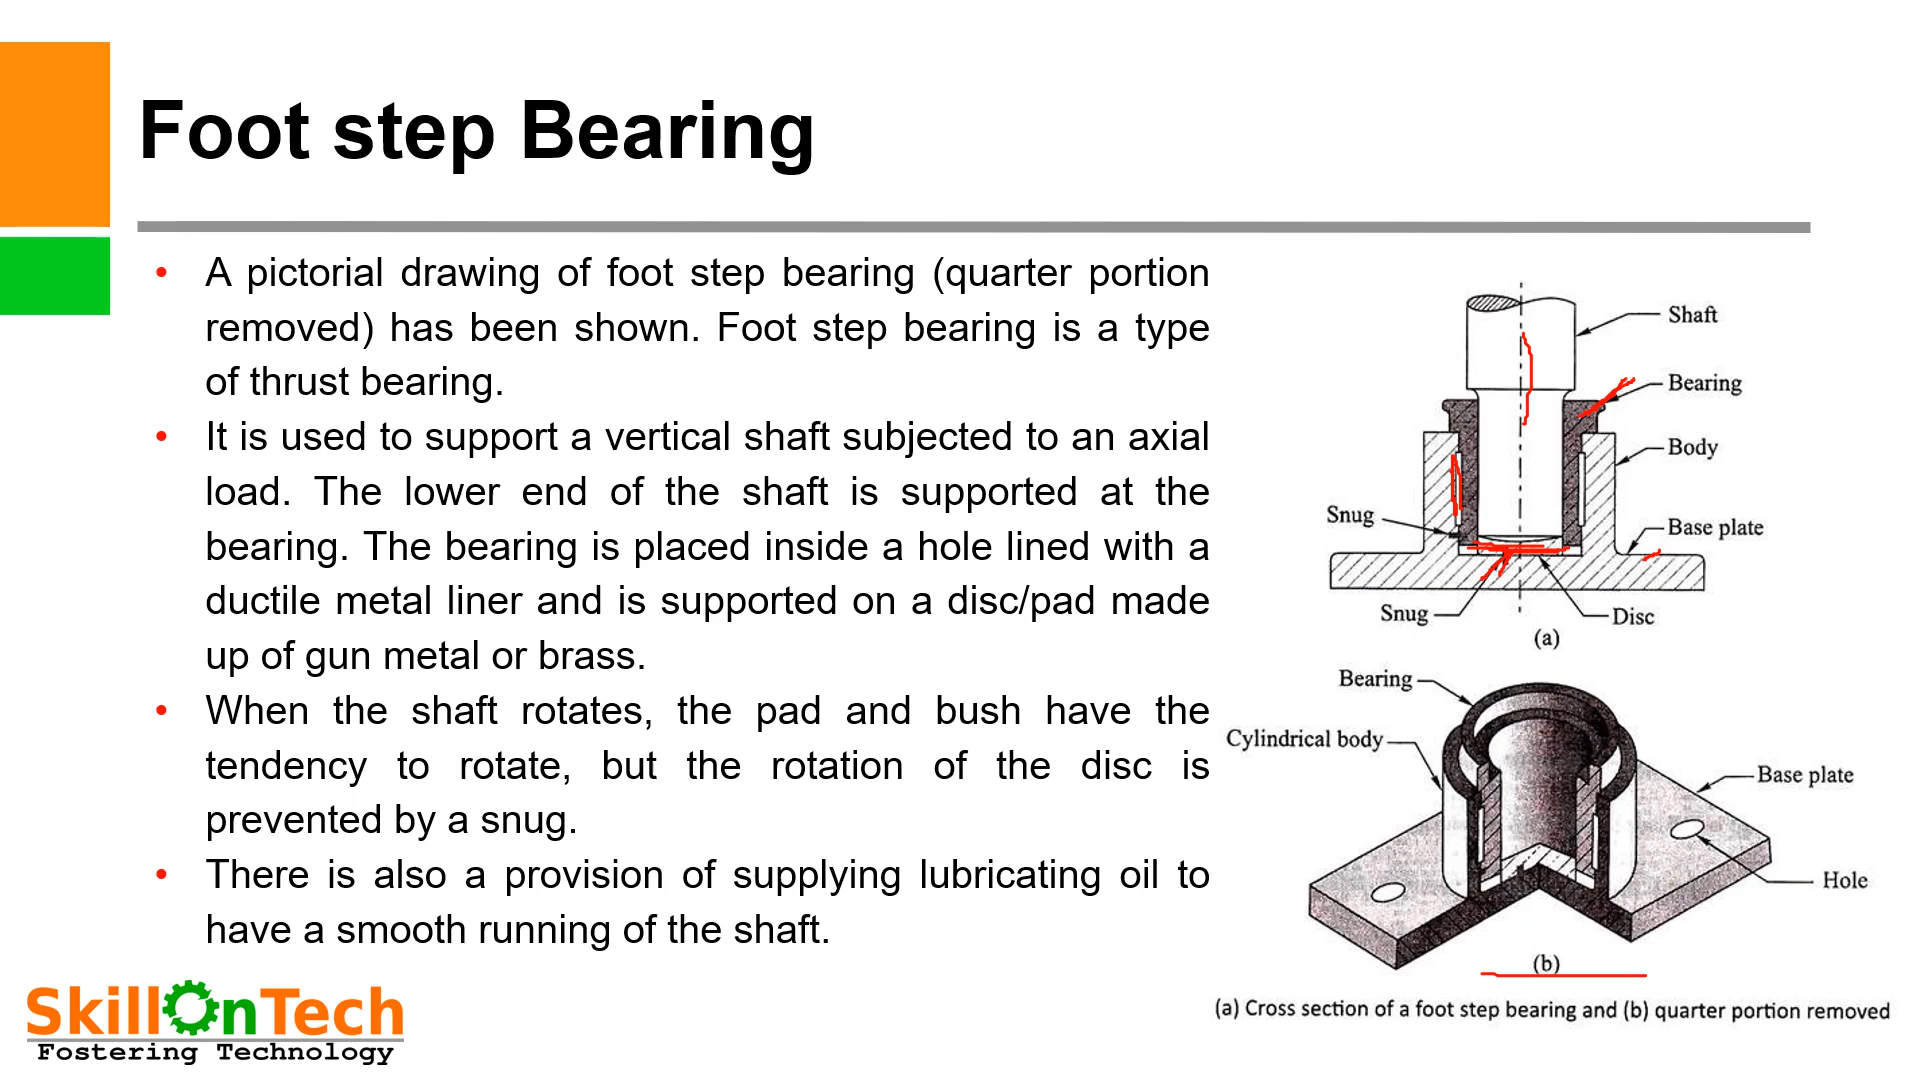 Foot step Bearing
• A pictorial drawing of foot step bearing (quarter portion
removed) has been shown. Foot step bearing is a type
of thrust bearing.
• It is used to support a vertical shaft subjected to an axial
load. The lower end of the shaft is supported at the
bearing. The bearing is placed inside a hole lined with a
ductile metal liner and is supported on a disc/pad made
up of gun metal or brass.
• When the shaft rotates, the pad and bush have the
tendency to rotate, but the rotation of the disc is
prevented by a snug.
• There is also a provision of supplying lubricating oil to
have a smooth running of the shaft.
Shaft
Bearing
Body
Snug
Base plate
Snug
Disc
(a)
Bearing
Cylindrical body
Base plate
Hole
(b)
(a) Cross section of a foot step bearing and (b) quarter portion removed
SkillOnTech
Fostering Technology